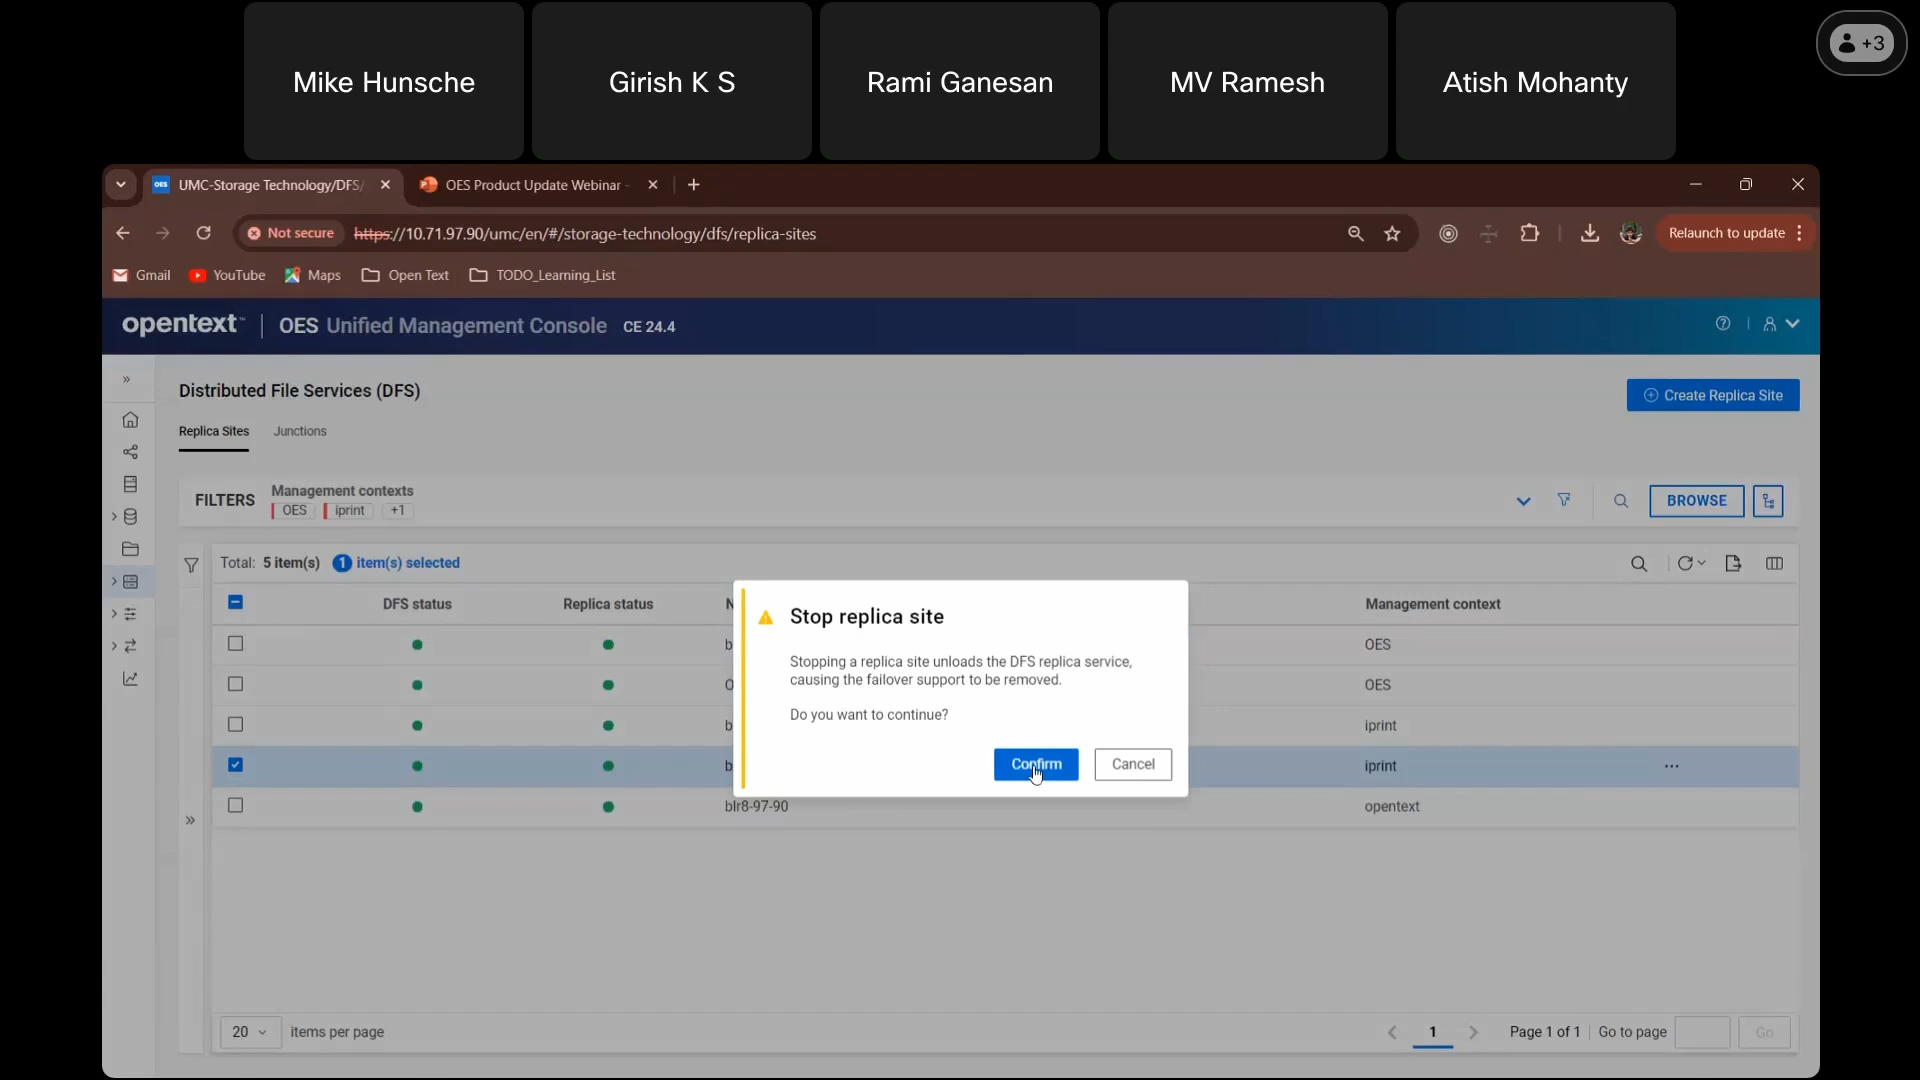 Mike Hunsche
Girish K S
Rami Ganesan
MV Ramesh
Atish Mohanty
+3
OES UMC-Storage Technology/DFS/
OES Product Update Webinar -
Not secure
https://10.71.97.90/umc/en/#/storage-technology/dfs/replica-sites
Relaunch to update
Gmail
YouTube
Maps
Open Text
TODO_Learning_List
opentext™ | OES Unified Management Console CE 24.4
Distributed File Services (DFS)
Create Replica Site
Replica Sites
Junctions
FILTERS
Management contexts
OES
iprint
+1
BROWSE
Total: 5 item(s) 1 item(s) selected
DFS status
Replica status
N
Management context
b
OES
O
OES
b
iprint
b
iprint
blr8-97-90
opentext
Stop replica site
Stopping a replica site unloads the DFS replica service,
causing the failover support to be removed.
Do you want to continue?
Confirm
Cancel
20 items per page
1
Page 1 of 1
Go to page
Go